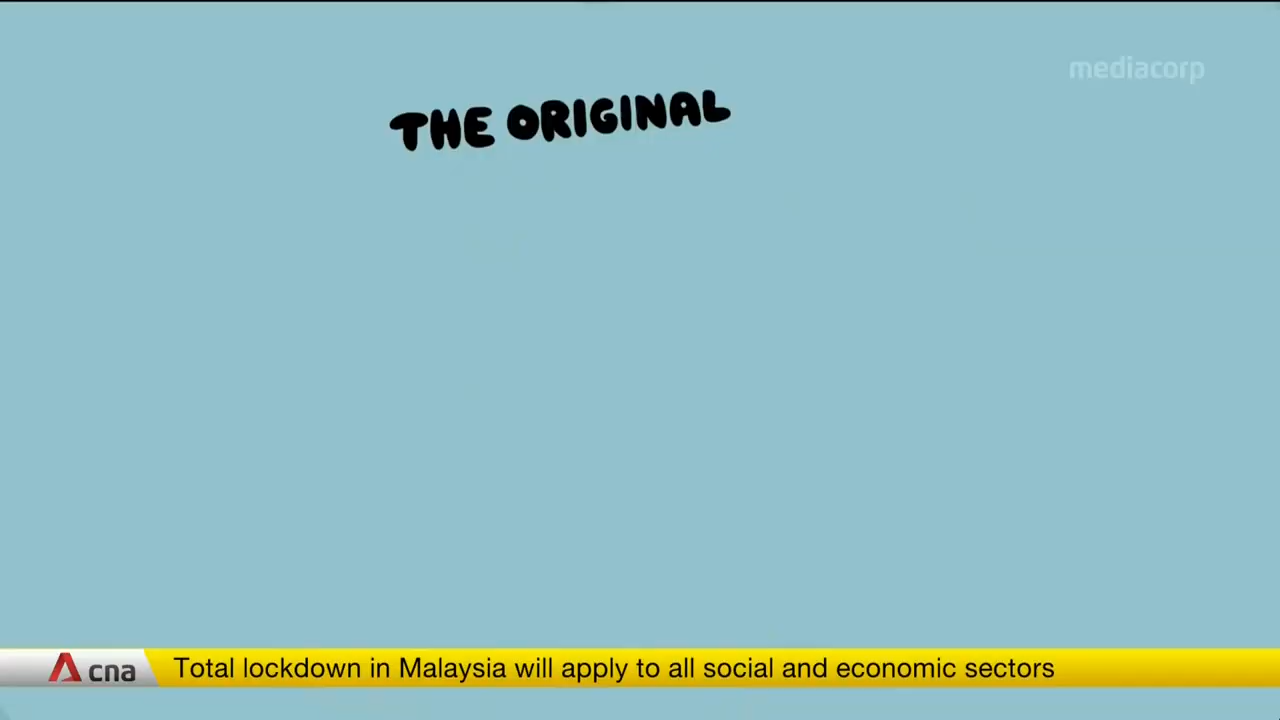 mediacorp
THE ORIGINAL
cna
Total lockdown in Malaysia will apply to all social and economic sectors